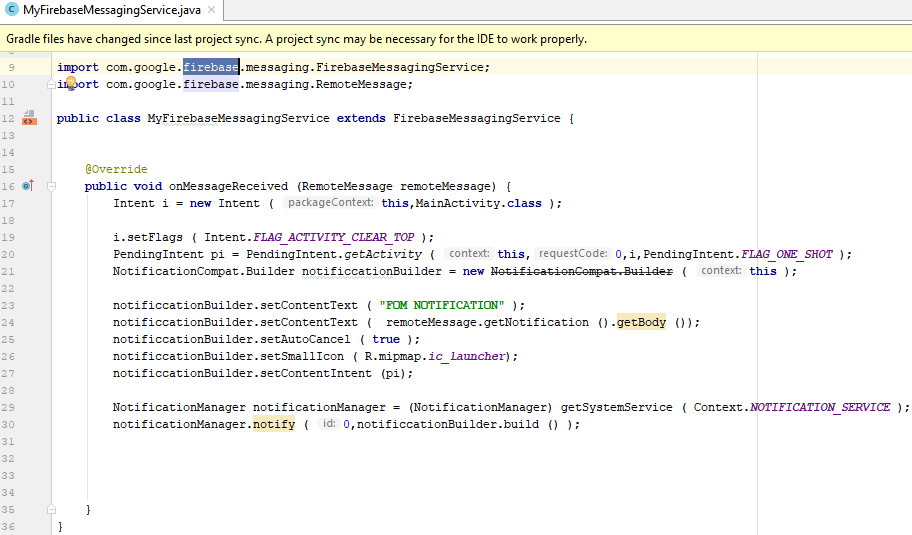 C MyFirebaseMessagingService.java ×
Gradle files have changed since last project sync. A project sync may be necessary for the IDE to work properly.
9 import com.google.firebase.messaging.FirebaseMessagingService;
10 import com.google.firebase.messaging.RemoteMessage;
11
12 public class MyFirebaseMessagingService extends FirebaseMessagingService {
13
14
15 @Override
16 public void onMessageReceived (RemoteMessage remoteMessage) {
17 Intent i = new Intent ( packageContext: this,MainActivity.class );
18
19 i.setFlags ( Intent.FLAG_ACTIVITY_CLEAR_TOP );
20 PendingIntent pi = PendingIntent.getActivity ( context: this, requestCode: 0,i,PendingIntent.FLAG_ONE_SHOT );
21 NotificationCompat.Builder notificcationBuilder = new NotificationCompat.Builder ( context: this );
22
23 notificcationBuilder.setContentText ( "FOM NOTIFICATION" );
24 notificcationBuilder.setContentText ( remoteMessage.getNotification ().getBody ());
25 notificcationBuilder.setAutoCancel ( true );
26 notificcationBuilder.setSmallIcon ( R.mipmap.ic_launcher);
27 notificcationBuilder.setContentIntent (pi);
28
29 NotificationManager notificationManager = (NotificationManager) getSystemService ( Context.NOTIFICATION_SERVICE );
30 notificationManager.notify ( id: 0,notificcationBuilder.build () );
31
32
33
34
35 }
36 }